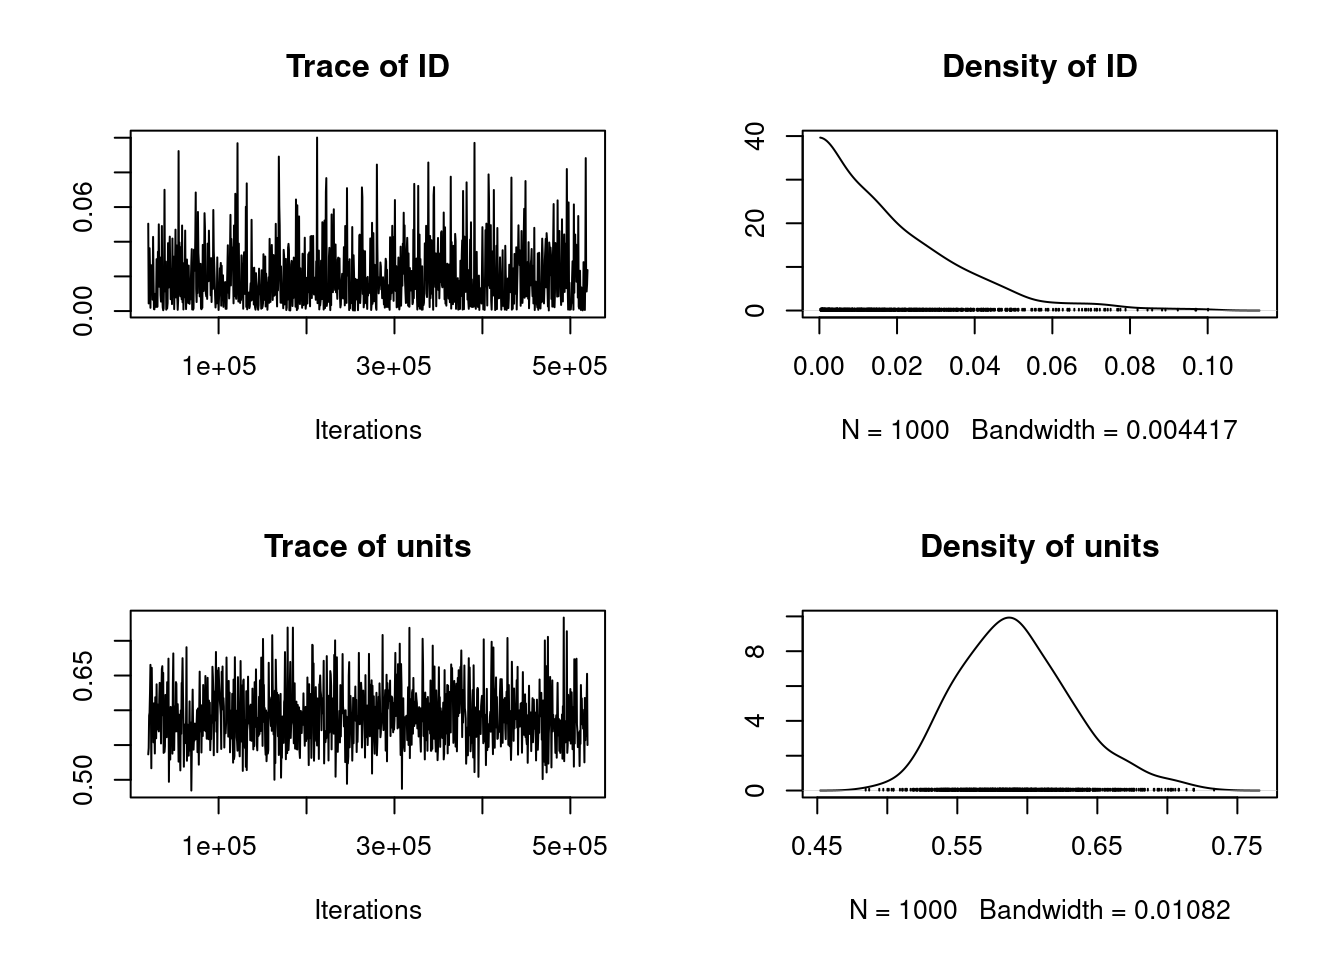 Trace of ID
0.06
0.00
1e+05 3e+05 5e+05
Iterations
Density of ID
40
20
0
0.00 0.02 0.04 0.06 0.08 0.10
N = 1000 Bandwidth = 0.004417
Trace of units
0.65
0.50
1e+05 3e+05 5e+05
Iterations
Density of units
8
4
0
0.45 0.55 0.65 0.75
N = 1000 Bandwidth = 0.01082